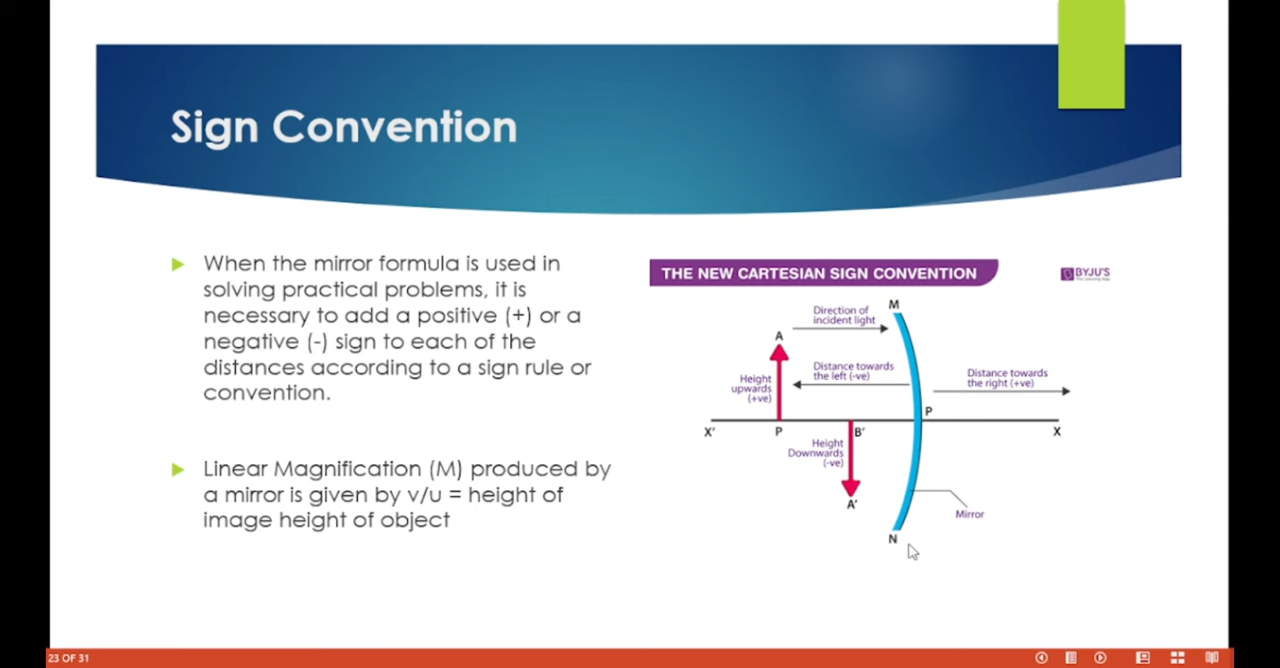 Sign Convention
When the mirror formula is used in
solving practical problems, it is
necessary to add a positive (+) or a
negative (-) sign to each of the
distances according to a sign rule or
convention.
Linear Magnification (M) produced by
a mirror is given by v/u = height of
image height of object
THE NEW CARTESIAN SIGN CONVENTION
BYJU'S
The Learning App
Direction of
incident light
M
A
Distance towards
the left (-ve)
Distance towards
the right (+ve)
Height
upwards
(+ve)
P
X'
P
B'
X
Height
Downwards
(-ve)
A'
Mirror
N
23 OF 31